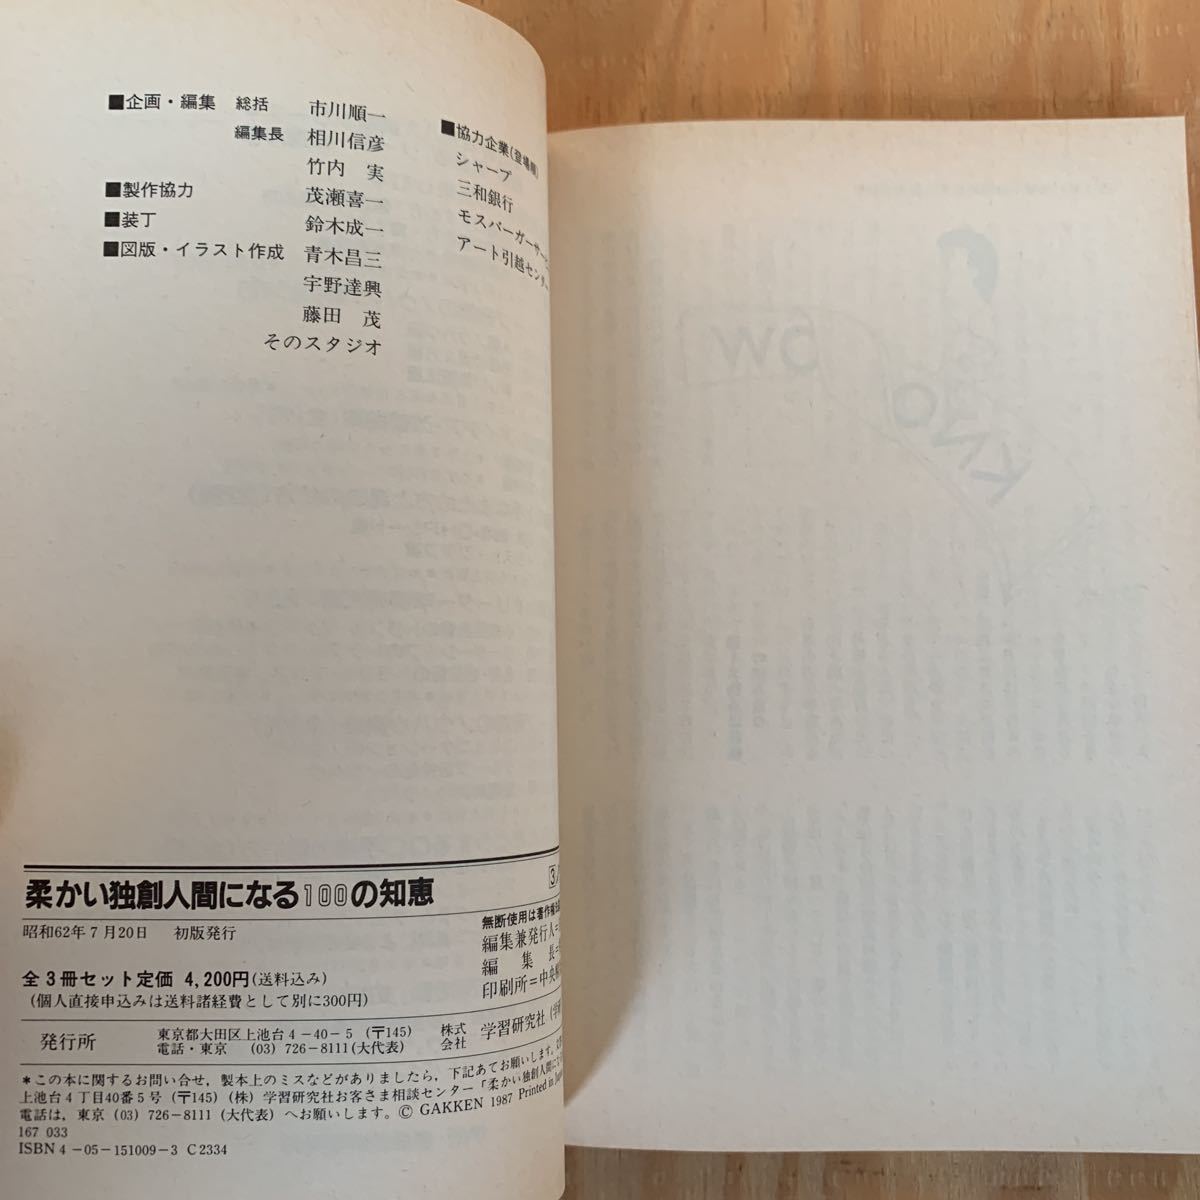 ■企画・編集 総括 市川順一
編集長 相川信彦
竹内 実
■製作協力 茂瀬喜一
■装丁 鈴木成一
■図版・イラスト作成 青木昌三
宇野達興
藤田 茂
そのスタジオ
■協力企業(登場順)
シャープ
三和銀行
モスバーガーサービ
アート引越センター
柔かい独創人間になる100の知恵
3
昭和62年7月20日 初版発行
全3冊セット定価 4,200円(送料込み)
(個人直接申込みは送料諸経費として別に300円)
無断使用は著作権法
編集兼発行人=
編集長=
印刷所=中央
発行所 東京都大田区上池台4-40-5 (〒145)
電話・東京 (03) 726-8111(大代表)
株式会社 学習研究社 (学研
*この本に関するお問い合せ,製本上のミスなどがありましたら,下記あてお願いします。
上池台4丁目40番5号 (〒145) (株) 学習研究社お客さま相談センター「柔かい独創人間に
電話は,東京 (03) 726-8111 (大代表) へお願いします。© GAKKEN 1987 Printed in Japa
167 033
ISBN4-05-151009-3 C2334
5W